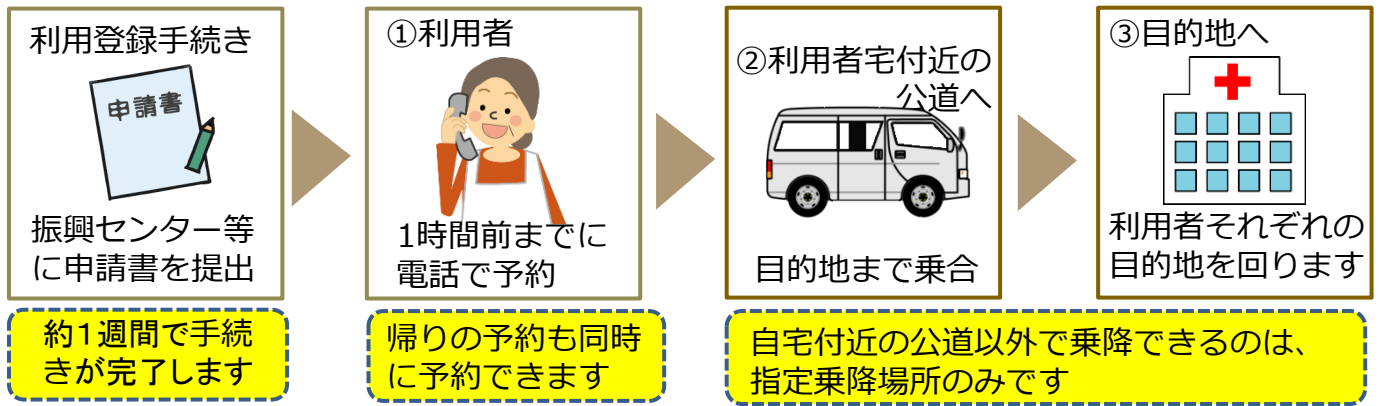 利用登録手続き
申請書
振興センター等
に申請書を提出
約1週間で手続
きが完了します
①利用者
1時間前までに
電話で予約
帰りの予約も同時
に予約できます
②利用者宅付近の
公道へ
目的地まで乗合
③目的地へ
利用者それぞれの
目的地を回ります
自宅付近の公道以外で乗降できるのは、
指定乗降場所のみです